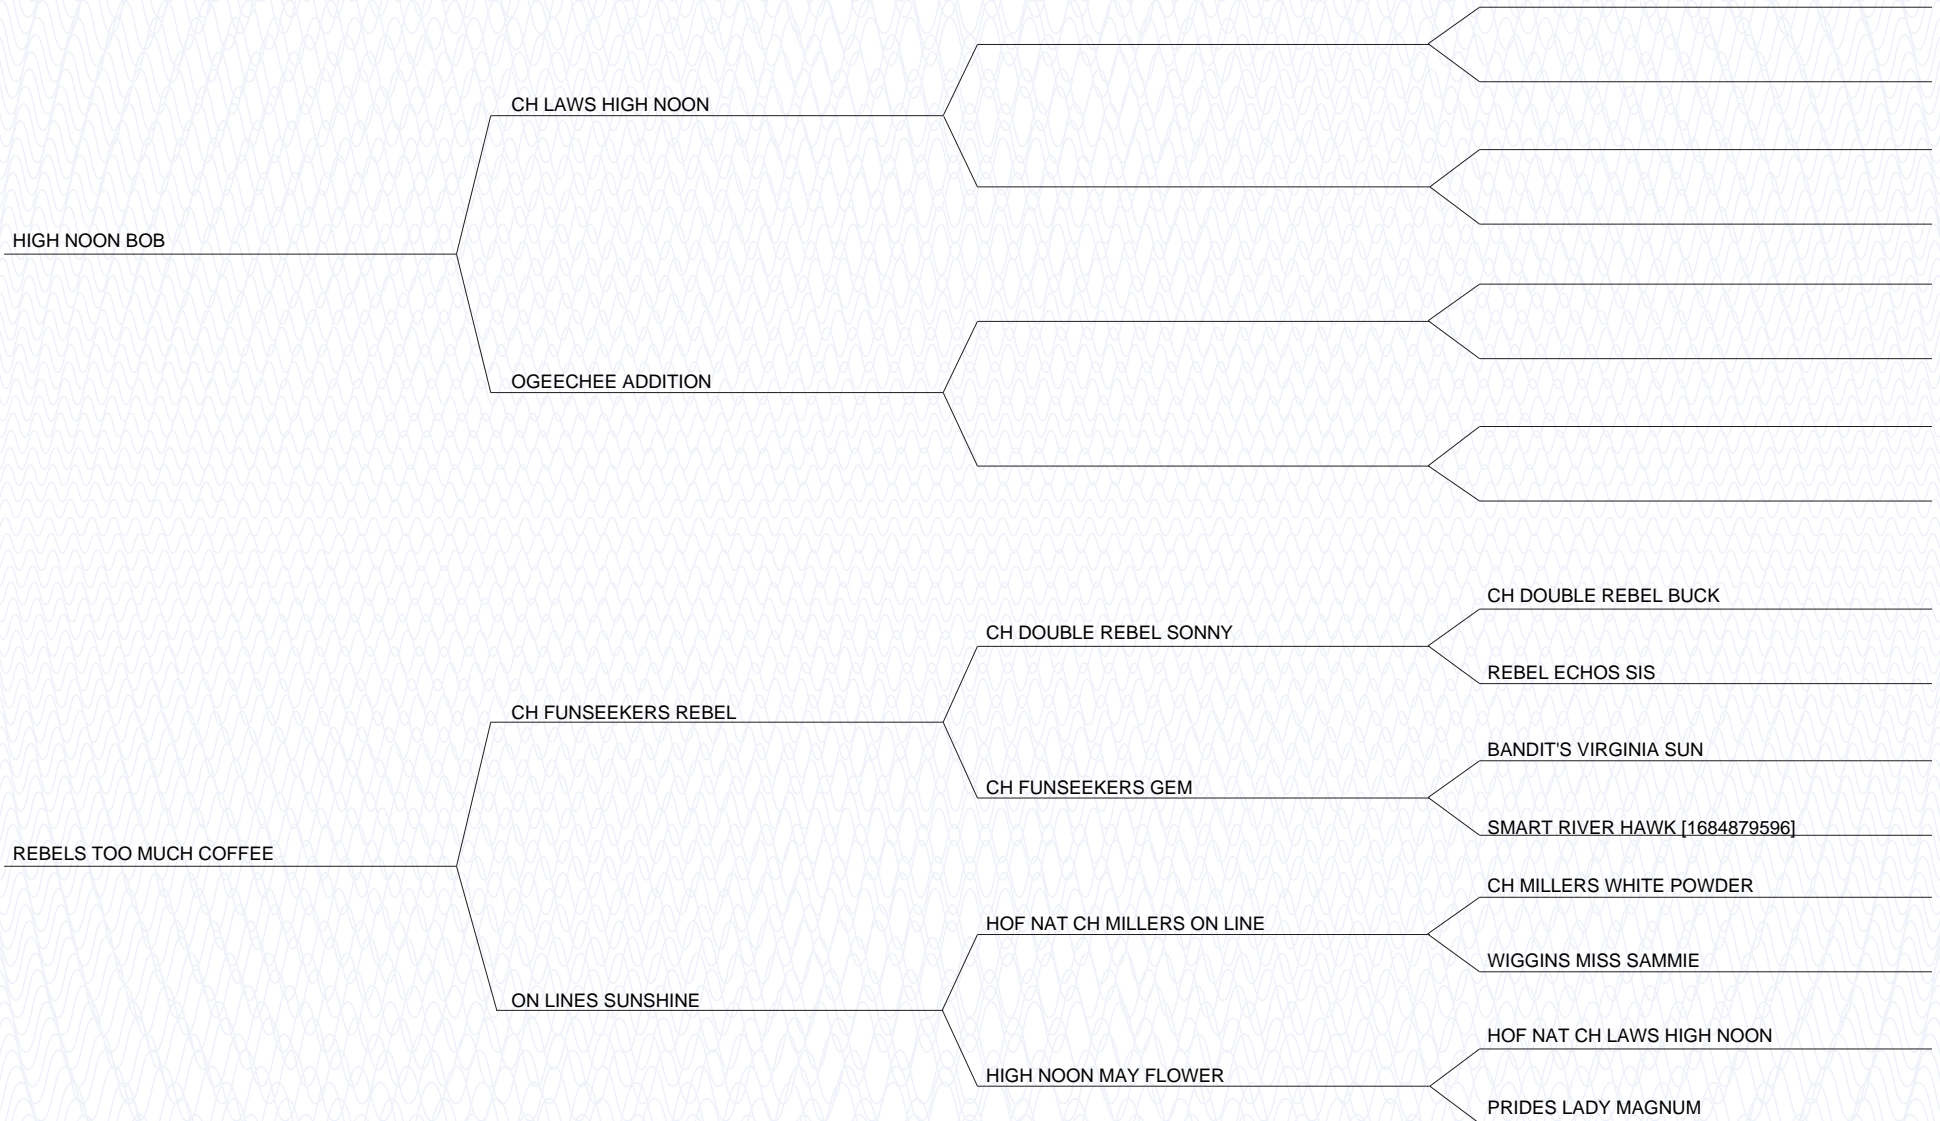 CH LAWS HIGH NOON
HIGH NOON BOB
OGEECHEE ADDITION
CH DOUBLE REBEL BUCK
CH DOUBLE REBEL SONNY
REBEL ECHOS SIS
CH FUNSEEKERS REBEL
BANDIT'S VIRGINIA SUN
CH FUNSEEKERS GEM
SMART RIVER HAWK [1684879596]
REBELS TOO MUCH COFFEE
CH MILLERS WHITE POWDER
HOF NAT CH MILLERS ON LINE
WIGGINS MISS SAMMIE
ON LINES SUNSHINE
HOF NAT CH LAWS HIGH NOON
HIGH NOON MAY FLOWER
PRIDES LADY MAGNUM